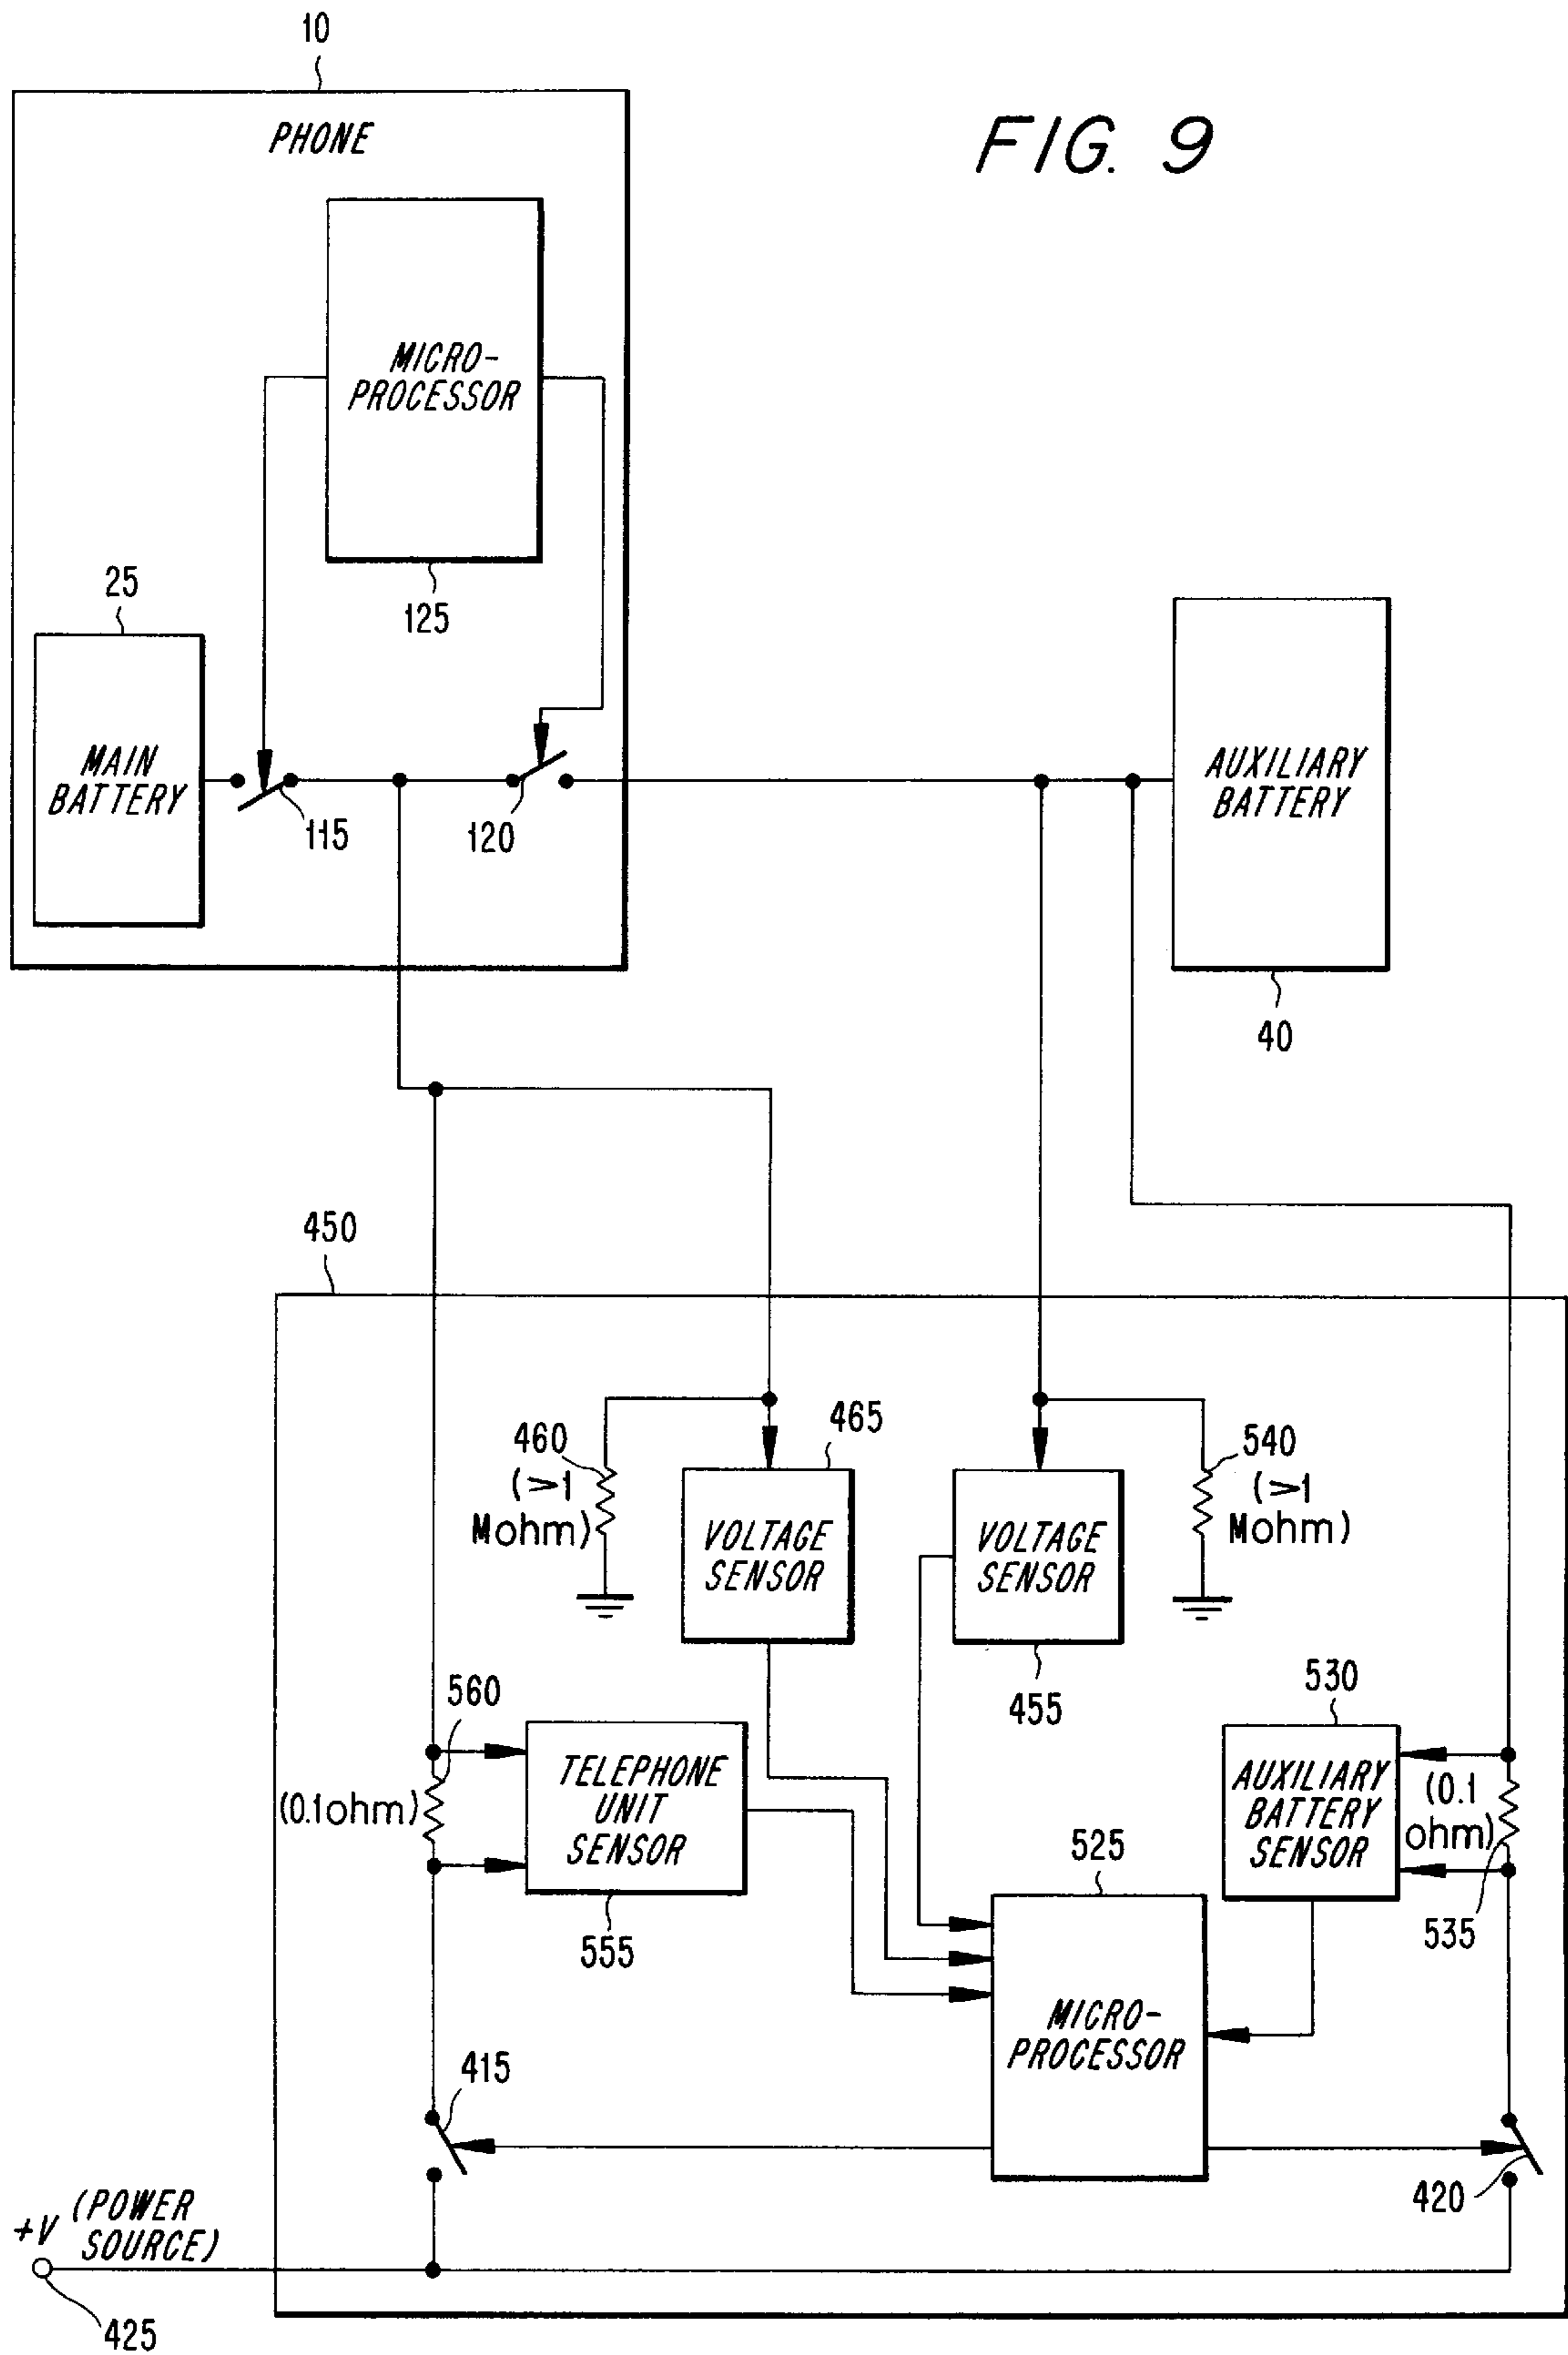 10
PHONE
FIG. 9
MICRO-
PROCESSOR
125
25
MAIN
BATTERY
115
120
AUXILIARY
BATTERY
40
450
460
(>1
Mohm)
465
VOLTAGE
SENSOR
VOLTAGE
SENSOR
455
540
(>1
Mohm)
560
(0.1ohm)
TELEPHONE
UNIT
SENSOR
555
530
AUXILIARY
BATTERY
SENSOR
(0.1
ohm)
535
525
MICRO-
PROCESSOR
415
420
+V (POWER
SOURCE)
425